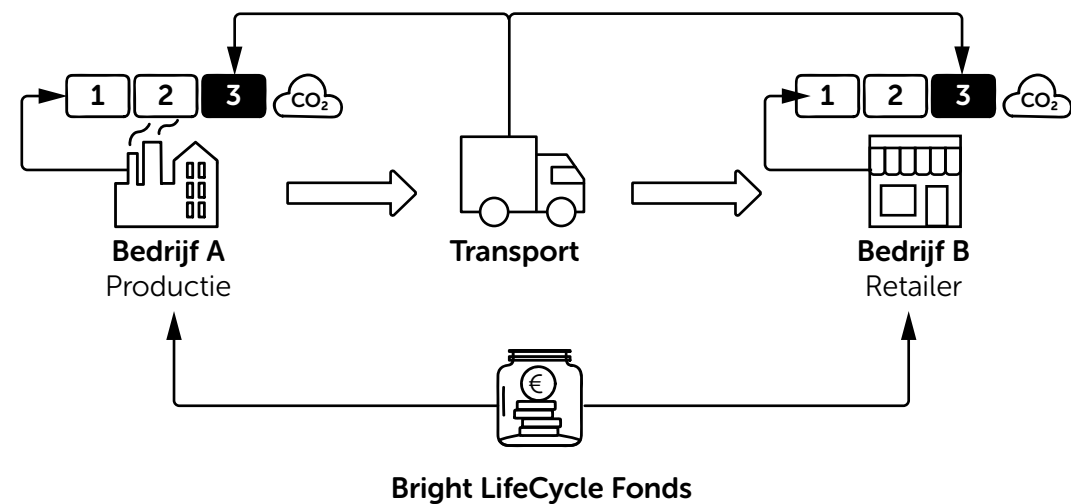 1 2 3 CO₂
1 2 3 CO₂
Bedrijf A
Productie
Transport
Bedrijf B
Retailer
€
Bright LifeCycle Fonds